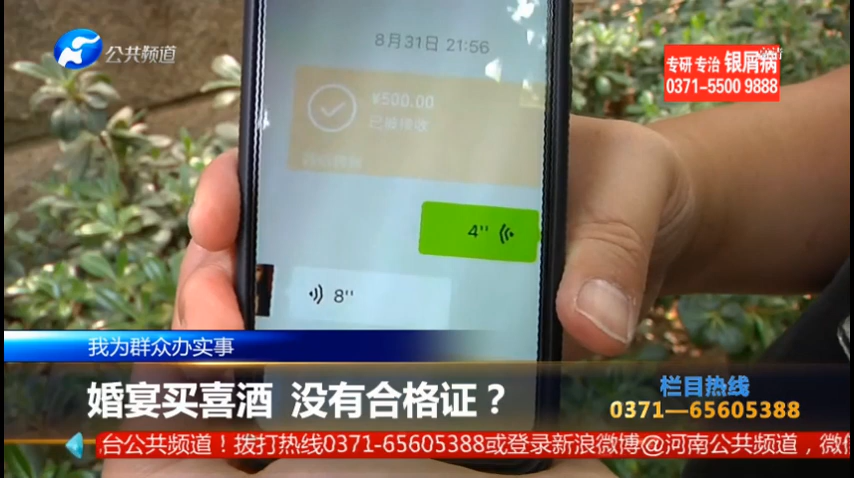 公共频道
专研专治 银屑病
0371-5500 9888
8月31日 21:56
¥500.00
已被接收
4"
8"
我为群众办实事
婚宴买喜酒 没有合格证？
栏目热线
0371—65605388
台公共频道！拨打热线0371-65605388或登录新浪微博@河南公共频道，微信